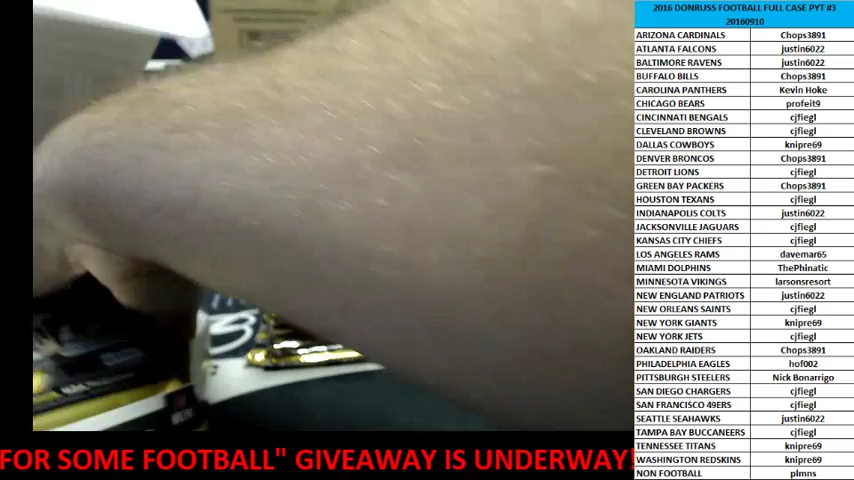 2016 DONRUSS FOOTBALL FULL CASE PYT #3
20160910
ARIZONA CARDINALS Chops3891
ATLANTA FALCONS justin6022
BALTIMORE RAVENS justin6022
BUFFALO BILLS Chops3891
CAROLINA PANTHERS Kevin Hoke
CHICAGO BEARS profeit9
CINCINNATI BENGALS cjfiegl
CLEVELAND BROWNS cjfiegl
DALLAS COWBOYS knipre69
DENVER BRONCOS Chops3891
DETROIT LIONS cjfiegl
GREEN BAY PACKERS Chops3891
HOUSTON TEXANS cjfiegl
INDIANAPOLIS COLTS justin6022
JACKSONVILLE JAGUARS cjfiegl
KANSAS CITY CHIEFS cjfiegl
LOS ANGELES RAMS davemar65
MIAMI DOLPHINS ThePhinatic
MINNESOTA VIKINGS larsonsresort
NEW ENGLAND PATRIOTS justin6022
NEW ORLEANS SAINTS cjfiegl
NEW YORK GIANTS knipre69
NEW YORK JETS cjfiegl
OAKLAND RAIDERS Chops3891
PHILADELPHIA EAGLES hof002
PITTSBURGH STEELERS Nick Bonarrigo
SAN DIEGO CHARGERS cjfiegl
SAN FRANCISCO 49ERS cjfiegl
SEATTLE SEAHAWKS justin6022
TAMPA BAY BUCCANEERS cjfiegl
TENNESSEE TITANS knipre69
WASHINGTON REDSKINS knipre69
NON FOOTBALL plmns
FOR SOME FOOTBALL" GIVEAWAY IS UNDERWAY!